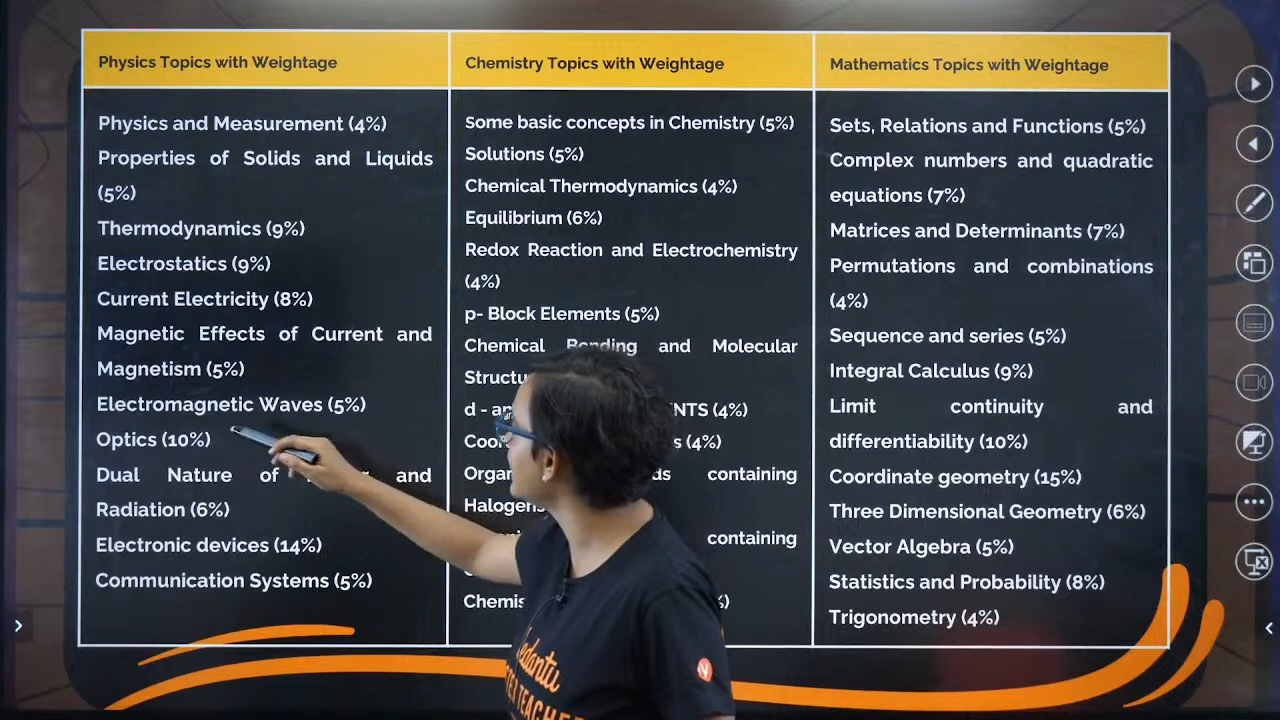 Physics Topics with Weightage
Physics and Measurement (4%)
Properties of Solids and Liquids
(5%)
Thermodynamics (9%)
Electrostatics (9%)
Current Electricity (8%)
Magnetic Effects of Current and
Magnetism (5%)
Electromagnetic Waves (5%)
Optics (10%)
Dual Nature of and
Radiation (6%)
Electronic devices (14%)
Communication Systems (5%)
Chemistry Topics with Weightage
Some basic concepts in Chemistry (5%)
Solutions (5%)
Chemical Thermodynamics (4%)
Equilibrium (6%)
Redox Reaction and Electrochemistry
(4%)
p- Block Elements (5%)
Chemical Bonding and Molecular
d - (4%)
(4%)
containing
Halogens
containing
Mathematics Topics with Weightage
Sets, Relations and Functions (5%)
Complex numbers and quadratic
equations (7%)
Matrices and Determinants (7%)
Permutations and combinations
(4%)
Sequence and series (5%)
Integral Calculus (9%)
Limit continuity and
differentiability (10%)
Coordinate geometry (15%)
Three Dimensional Geometry (6%)
Vector Algebra (5%)
Statistics and Probability (8%)
Trigonometry (4%)
Vedantu